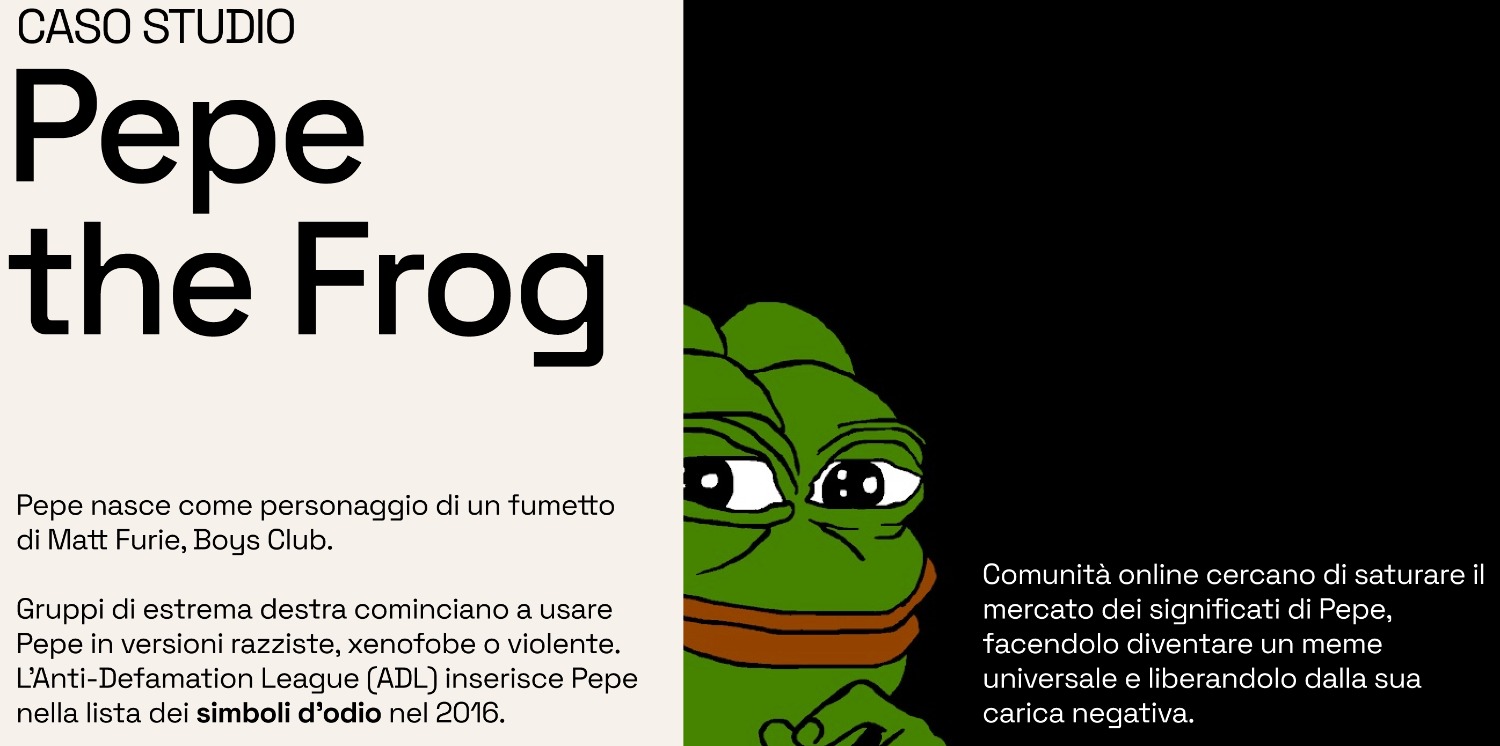 CASO STUDIO
Pepe
the Frog
Pepe nasce come personaggio di un fumetto
di Matt Furie, Boys Club.
Gruppi di estrema destra cominciano a usare
Pepe in versioni razziste, xenofobe o violente.
L'Anti-Defamation League (ADL) inserisce Pepe
nella lista dei simboli d'odio nel 2016.
Comunità online cercano di saturare il
mercato dei significati di Pepe,
facendolo diventare un meme
universale e liberandolo dalla sua
carica negativa.